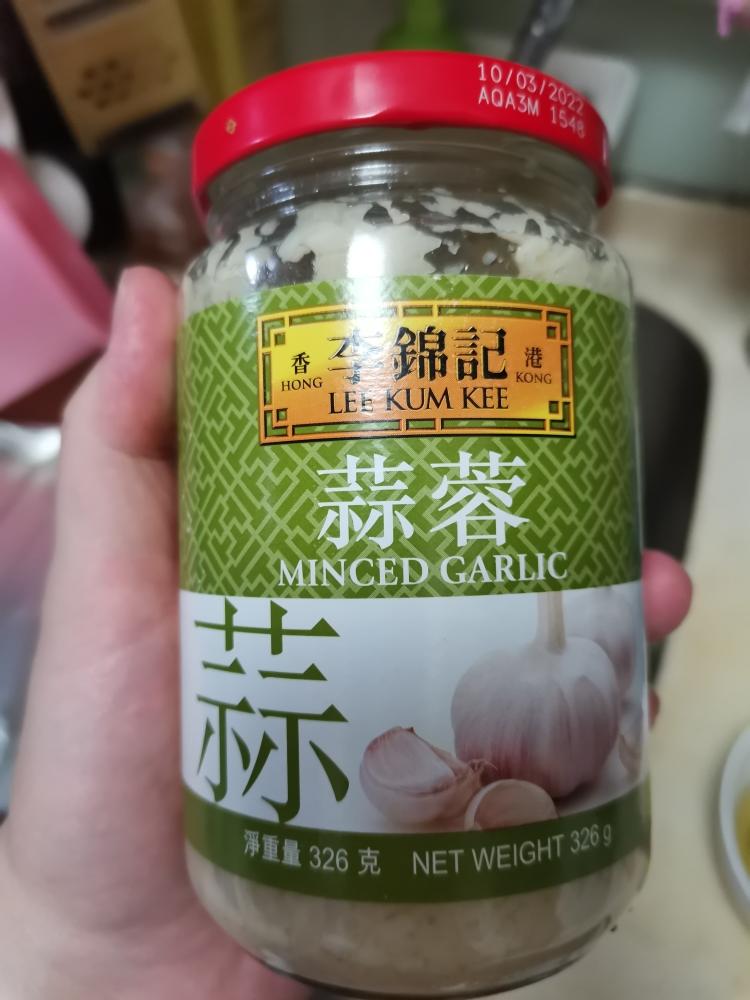 10/03/2022
AQA3M 1548
香 李錦記 港
HONG LEE KUM KEE KONG
蒜蓉
MINCED GARLIC
蒜
淨重量 326 克 NET WEIGHT 326 g